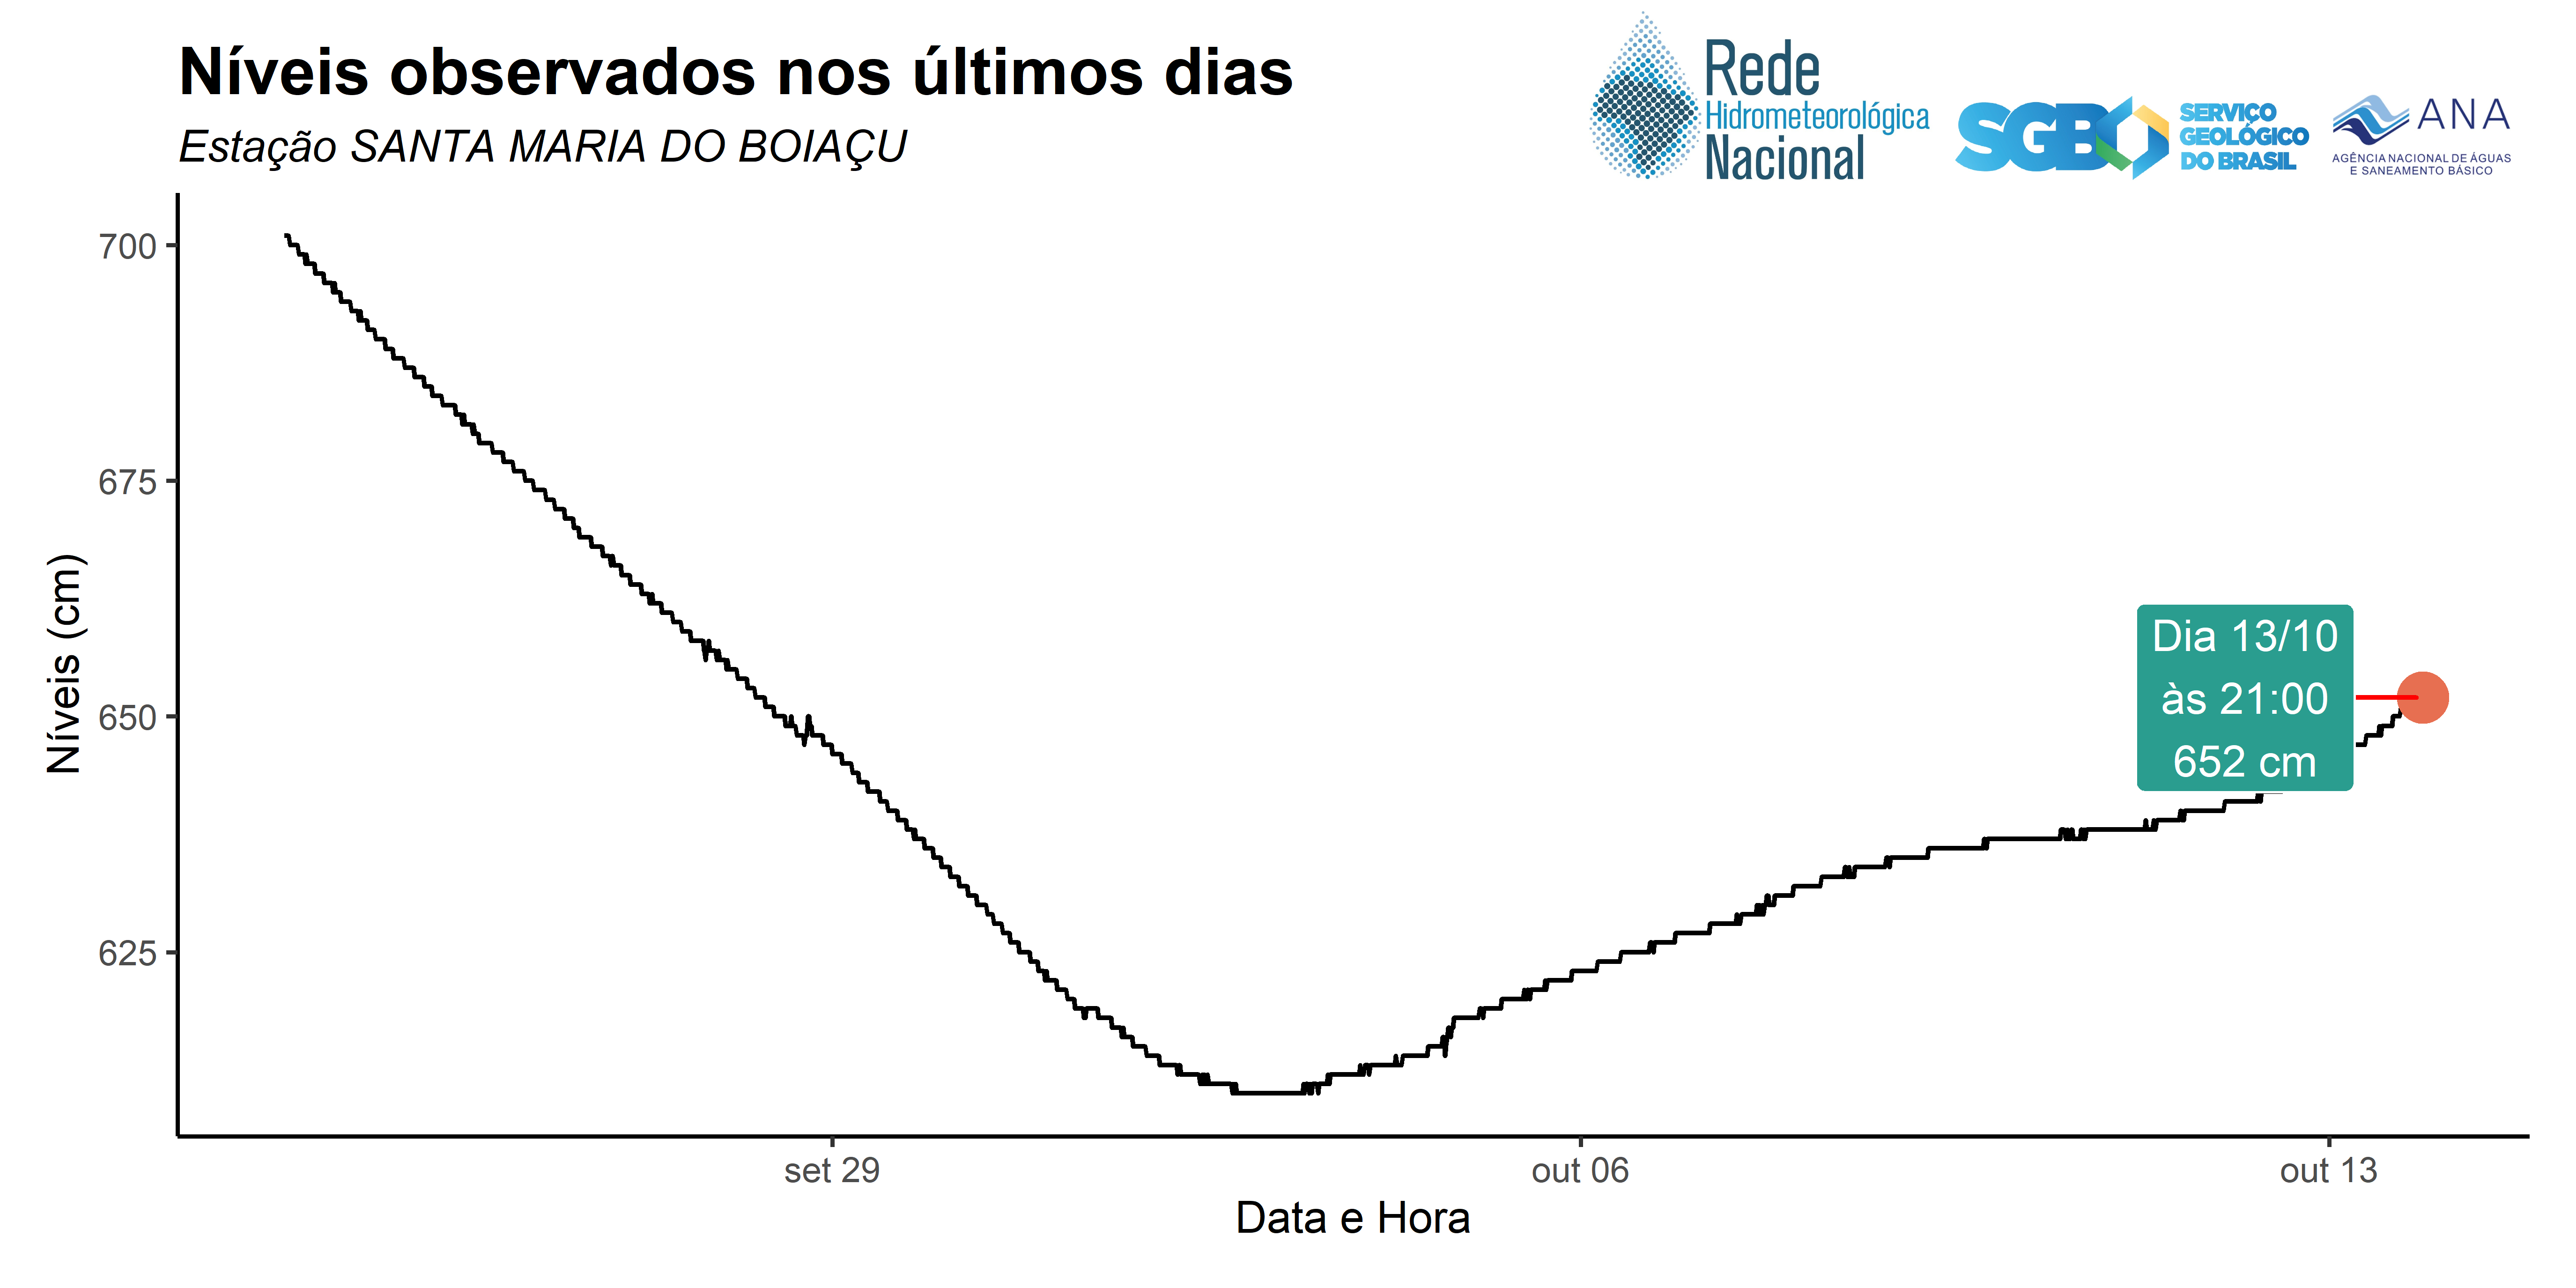 Níveis observados nos últimos dias
Estação SANTA MARIA DO BOIAÇU
Rede
Hidrometeorológica
Nacional
SGB
SERVIÇO
GEOLÓGICO
DO BRASIL
ANA
AGÊNCIA NACIONAL DE ÁGUAS
E SANEAMENTO BÁSICO
700
675
650
625
Níveis (cm)
Dia 13/10
às 21:00
652 cm
set 29
out 06
out 13
Data e Hora